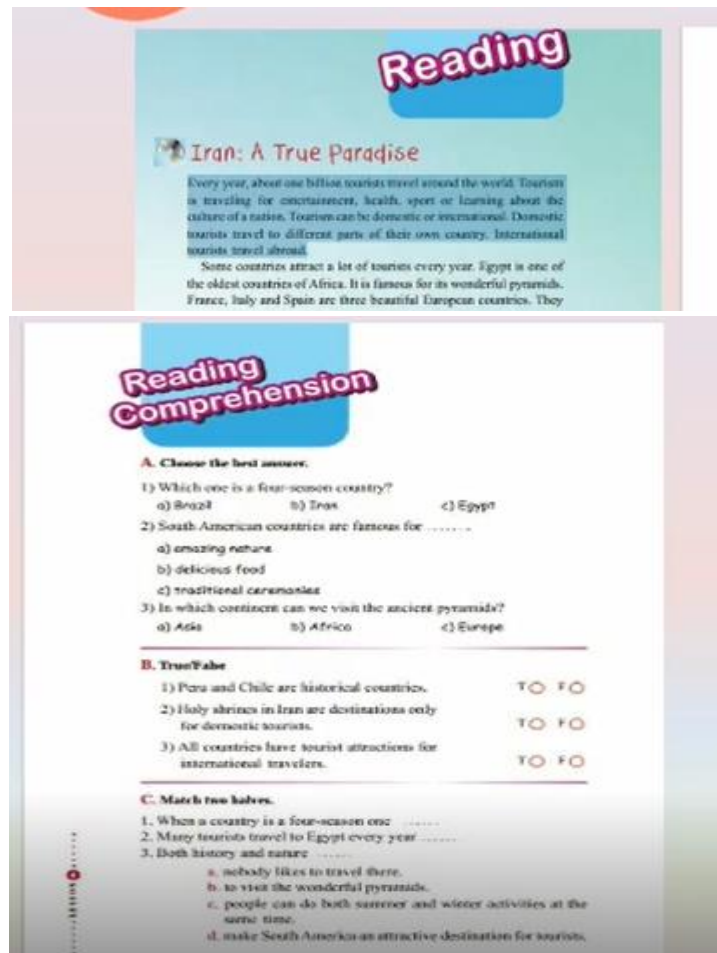 Reading
Iran: A True Paradise
Every year, about one billion tourists travel around the world. Tourism
is traveling for entertainment, health, sport or learning about the
culture of a nation. Tourism can be domestic or international. Domestic
tourists travel to different parts of their own country. International
tourists travel abroad.
Some countries attract a lot of tourists every year. Egypt is one of
the oldest countries of Africa. It is famous for its wonderful pyramids.
France, Italy and Spain are three beautiful European countries. They
Reading
Comprehension
A. Choose the best answer.
1) Which one is a four-season country?
a) Brazil b) Iran c) Egypt
2) South American countries are famous for .......
a) amazing nature
b) delicious food
c) traditional ceremonies
3) In which continent can we visit the ancient pyramids?
a) Asia b) Africa c) Europe
B. True/False
1) Peru and Chile are historical countries. T F
2) Holy shrines in Iran are destinations only
for domestic tourists. T F
3) All countries have tourist attractions for
international travelers. T F
C. Match two halves.
1. When a country is a four-season one ......
2. Many tourists travel to Egypt every year ......
3. Both history and nature ......
a. nobody likes to travel there.
b. to visit the wonderful pyramids.
c. people can do both summer and winter activities at the
same time.
d. make South America an attractive destination for tourists.